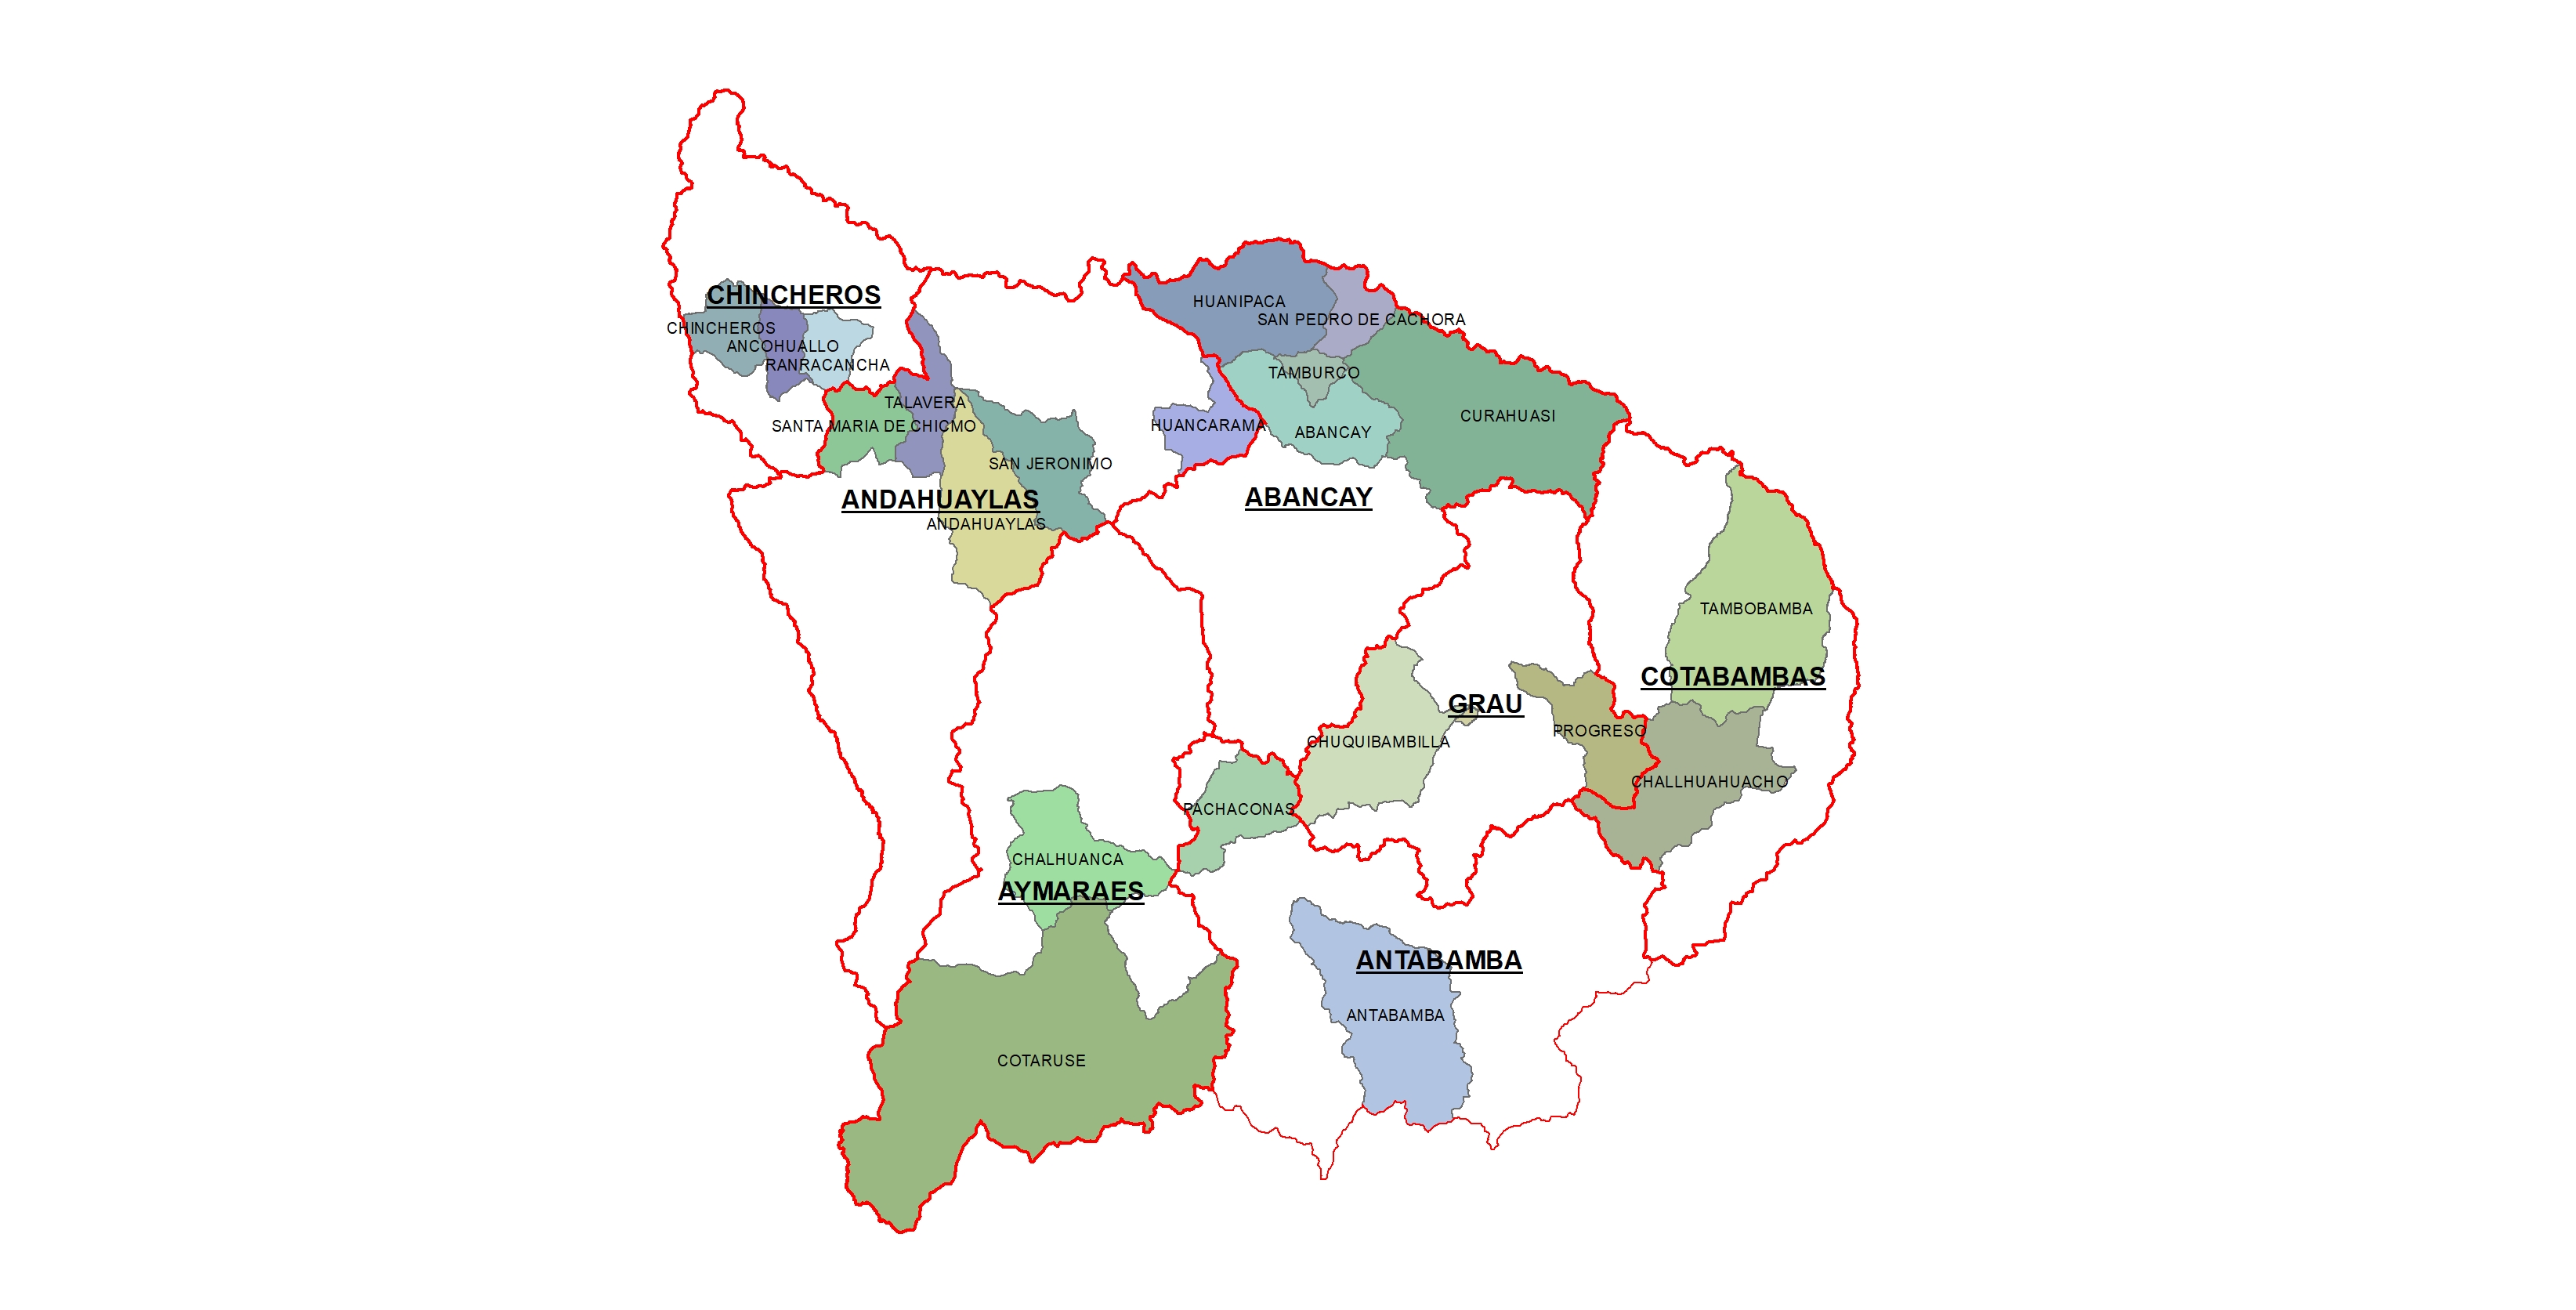 CHINCHEROS
CHINCHEROS
ANCOHUALLO
RANRACANCHA
TALAVERA
SANTA MARIA DE CHICMO
SAN JERONIMO
ANDAHUAYLAS
ANDAHUAYLAS
HUANIPACA
SAN PEDRO DE CACHORA
TAMBURCO
CURAHUASI
HUANCARAMA
ABANCAY
ABANCAY
TAMBOBAMBA
COTABAMBAS
GRAU
PROGRESO
CHUQUIBAMBILLA
CHALLHUAHUACHO
PACHACONAS
CHALHUANCA
AYMARAES
ANTABAMBA
ANTABAMBA
COTARUSE